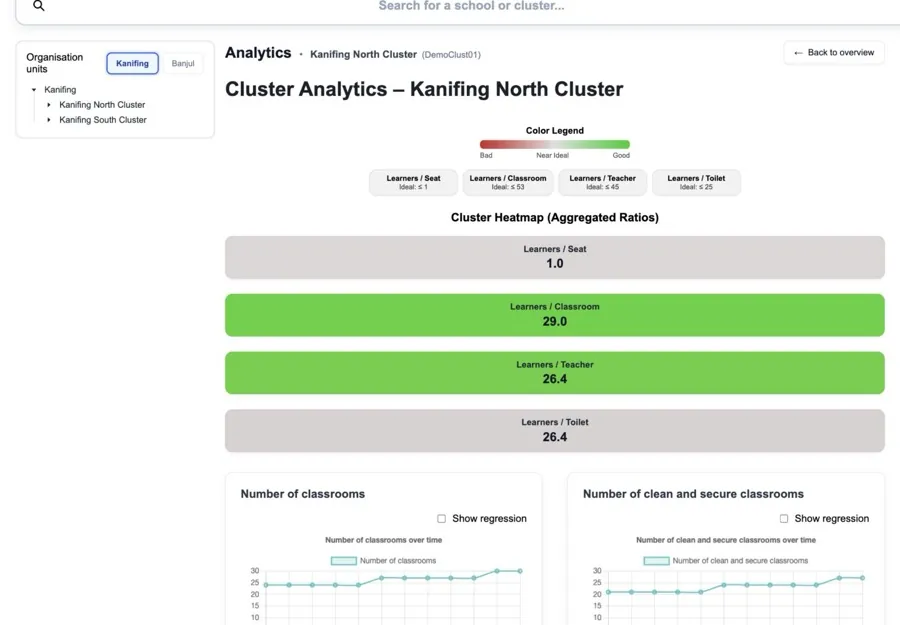 Search for a school or cluster...
Organisation units
Kanifing
Banjul
Kanifing
Kanifing North Cluster
Kanifing South Cluster
Analytics · Kanifing North Cluster (DemoClust01)
← Back to overview
Cluster Analytics – Kanifing North Cluster
Color Legend
Bad Near Ideal Good
Learners / Seat
Ideal: ≤ 1
Learners / Classroom
Ideal: ≤ 53
Learners / Teacher
Ideal: ≤ 45
Learners / Toilet
Ideal: ≤ 25
Cluster Heatmap (Aggregated Ratios)
Learners / Seat
1.0
Learners / Classroom
29.0
Learners / Teacher
26.4
Learners / Toilet
26.4
Number of classrooms
Show regression
Number of classrooms over time
Number of classrooms
30
25
20
15
10
Number of clean and secure classrooms
Show regression
Number of clean and secure classrooms over time
Number of clean and secure classrooms
30
25
20
15
10